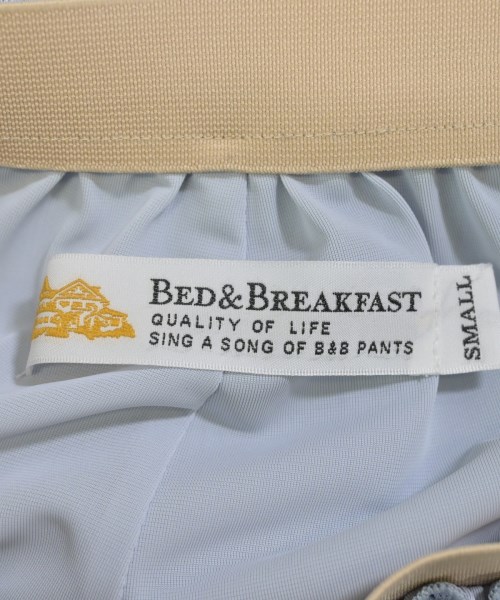 BED&BREAKFAST
QUALITY OF LIFE
SING A SONG OF B&B PANTS
SMALL